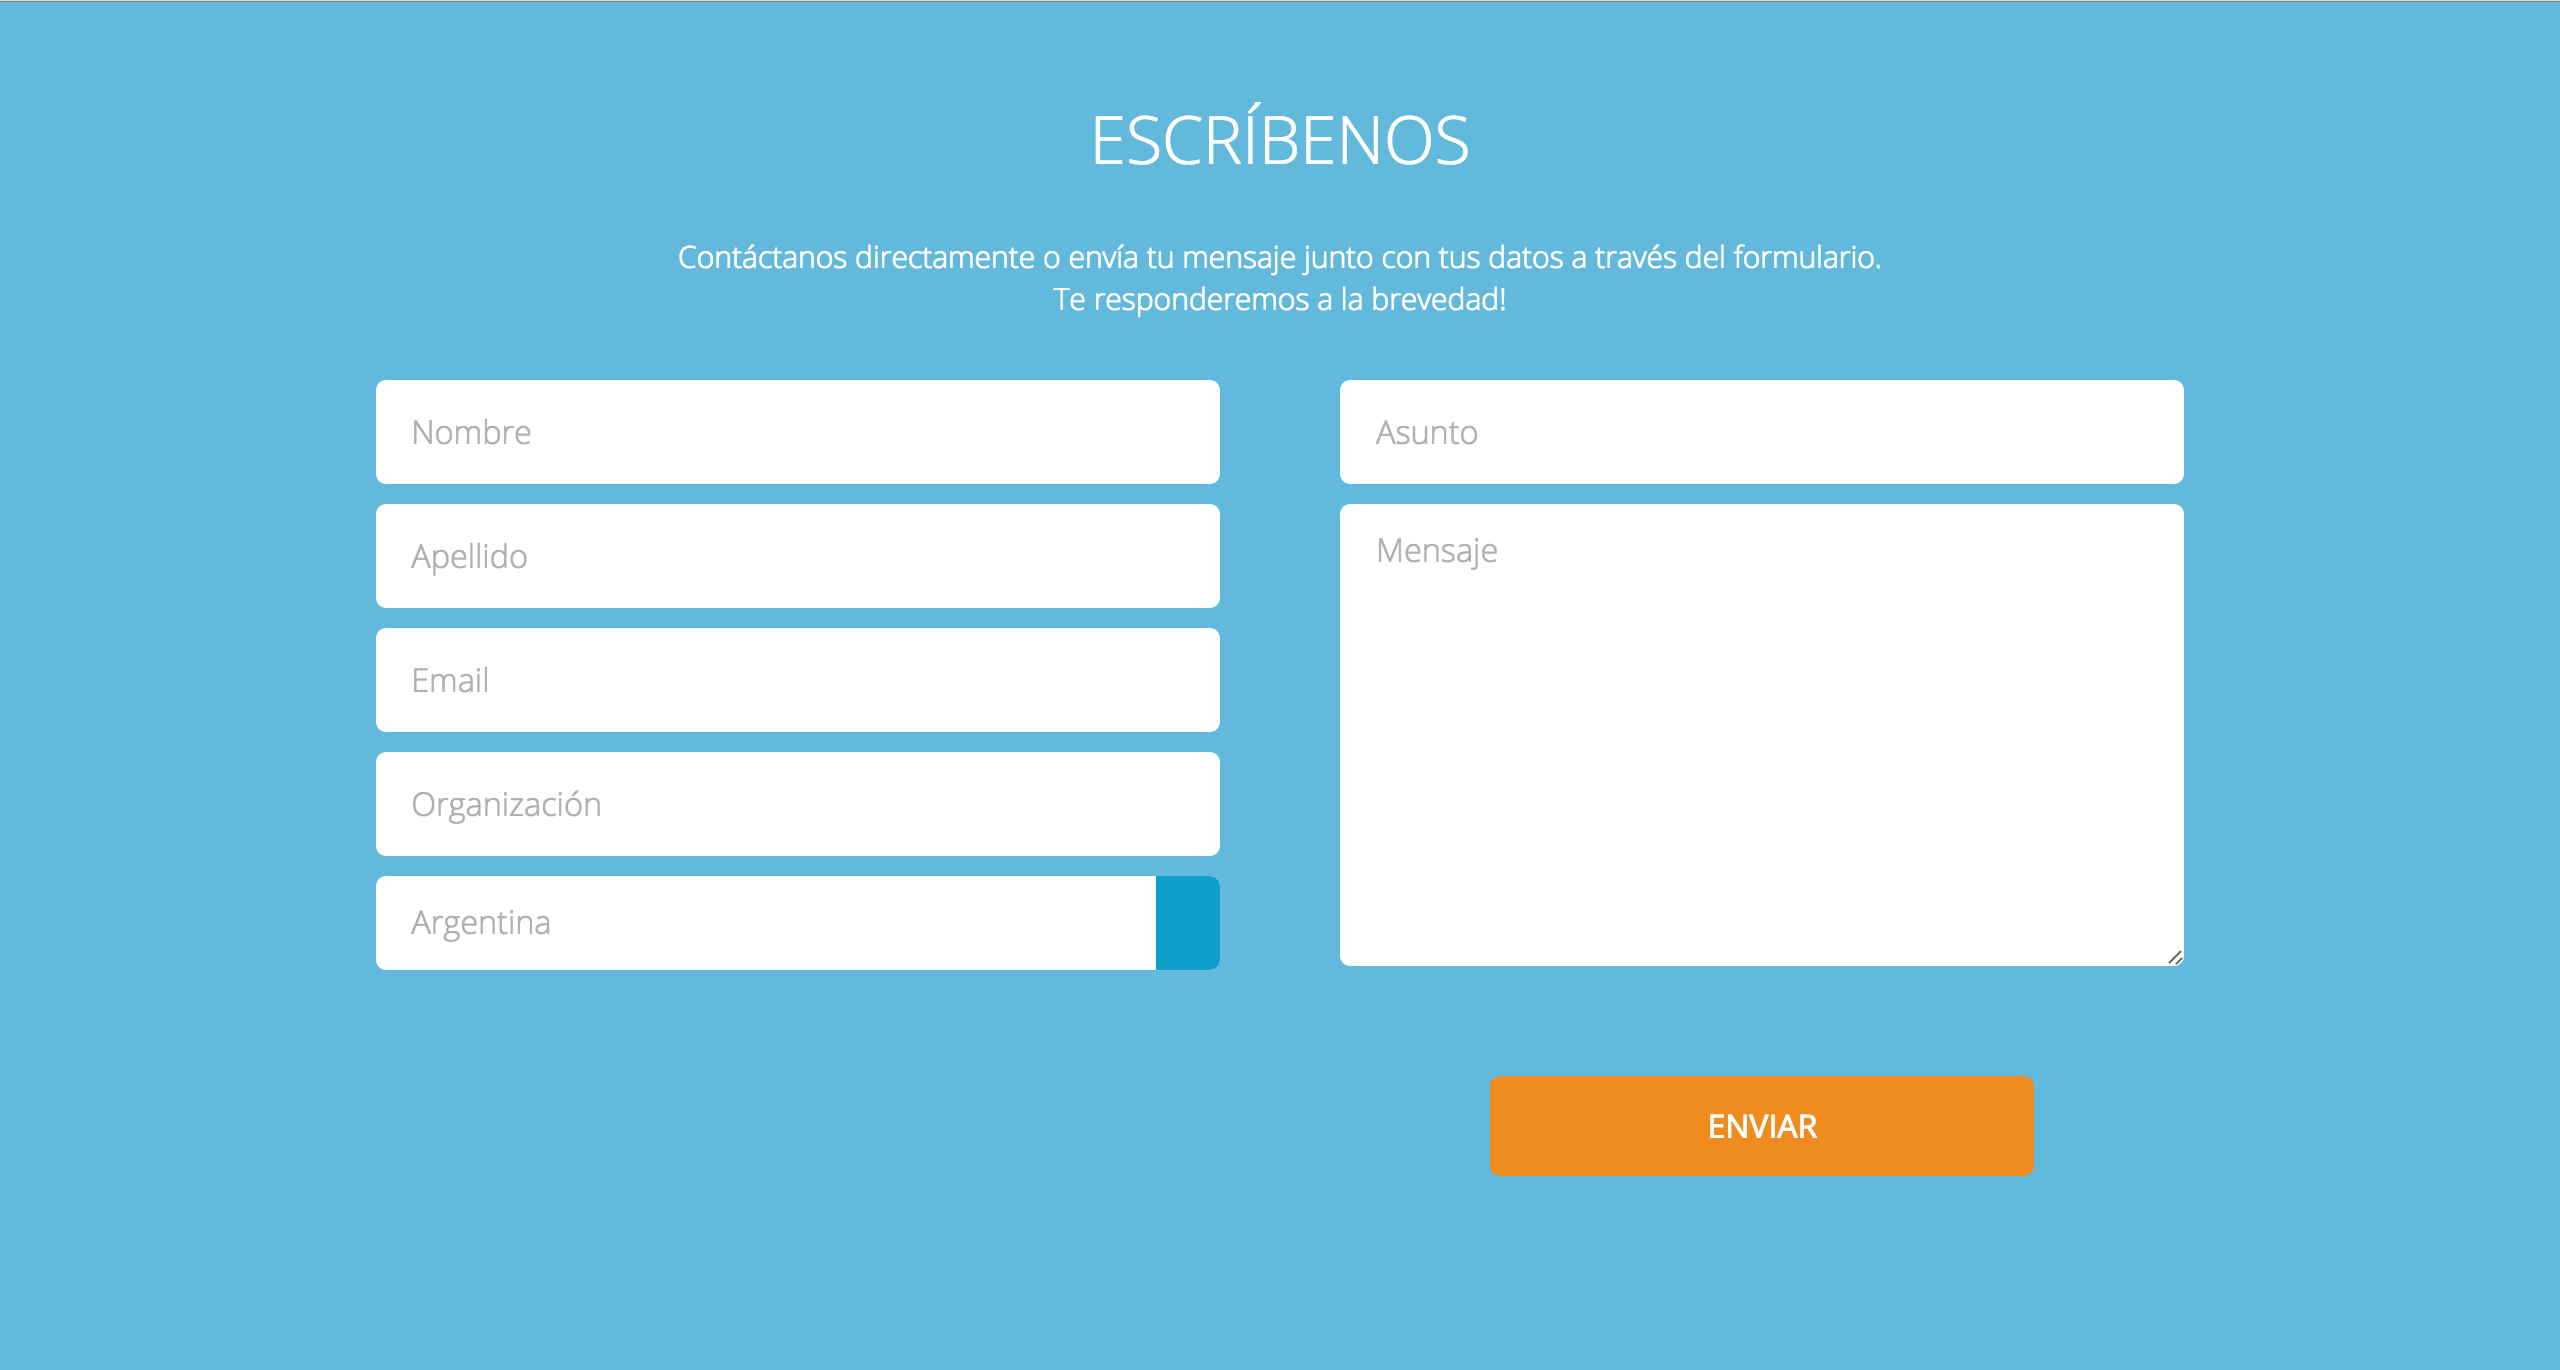 ESCRÍBENOS
Contáctanos directamente o envía tu mensaje junto con tus datos a través del formulario.
Te responderemos a la brevedad!
Nombre
Apellido
Email
Organización
Argentina
Asunto
Mensaje
ENVIAR